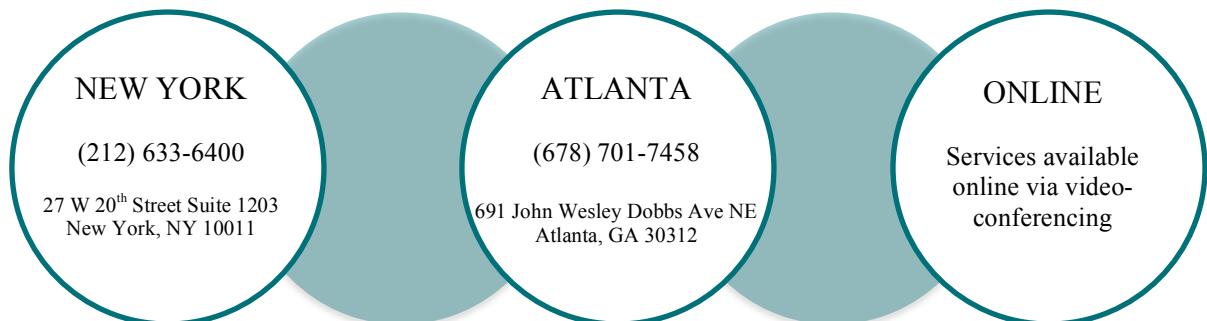 NEW YORK
(212) 633-6400
27 W 20th Street Suite 1203
New York, NY 10011
ATLANTA
(678) 701-7458
691 John Wesley Dobbs Ave NE
Atlanta, GA 30312
ONLINE
Services available
online via video-
conferencing